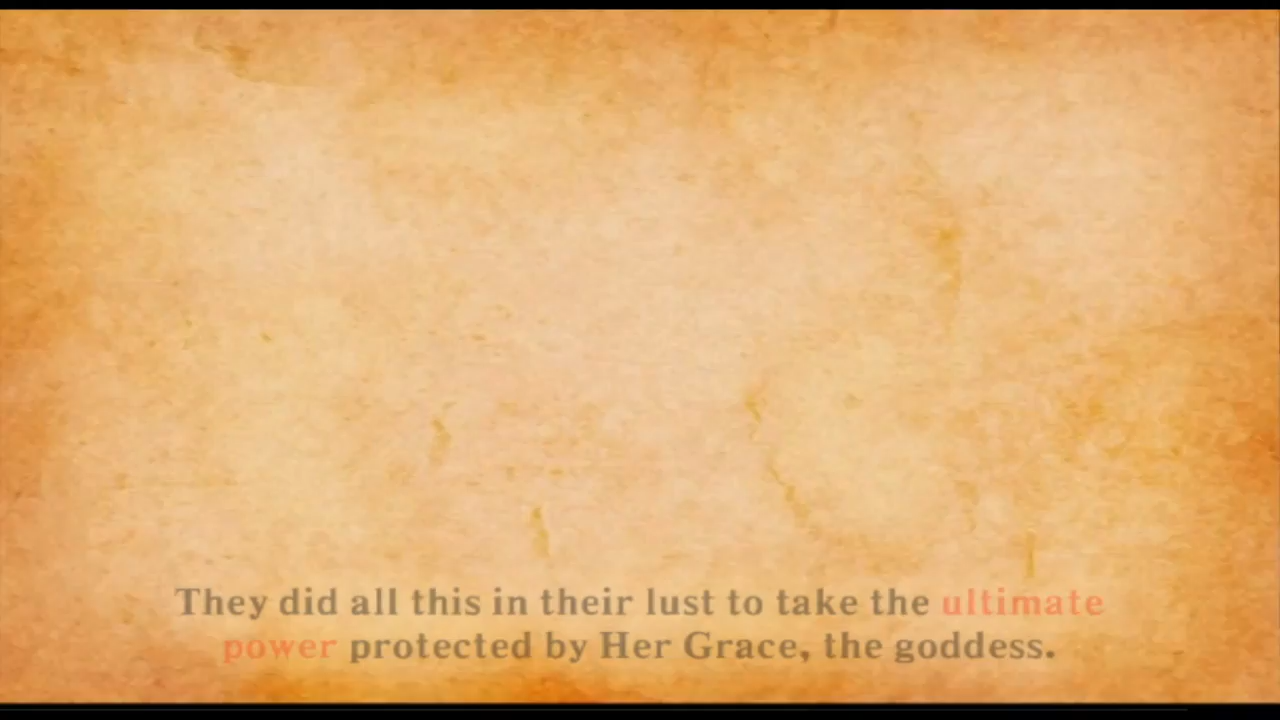 They did all this in their lust to take the ultimate
power protected by Her Grace, the goddess.